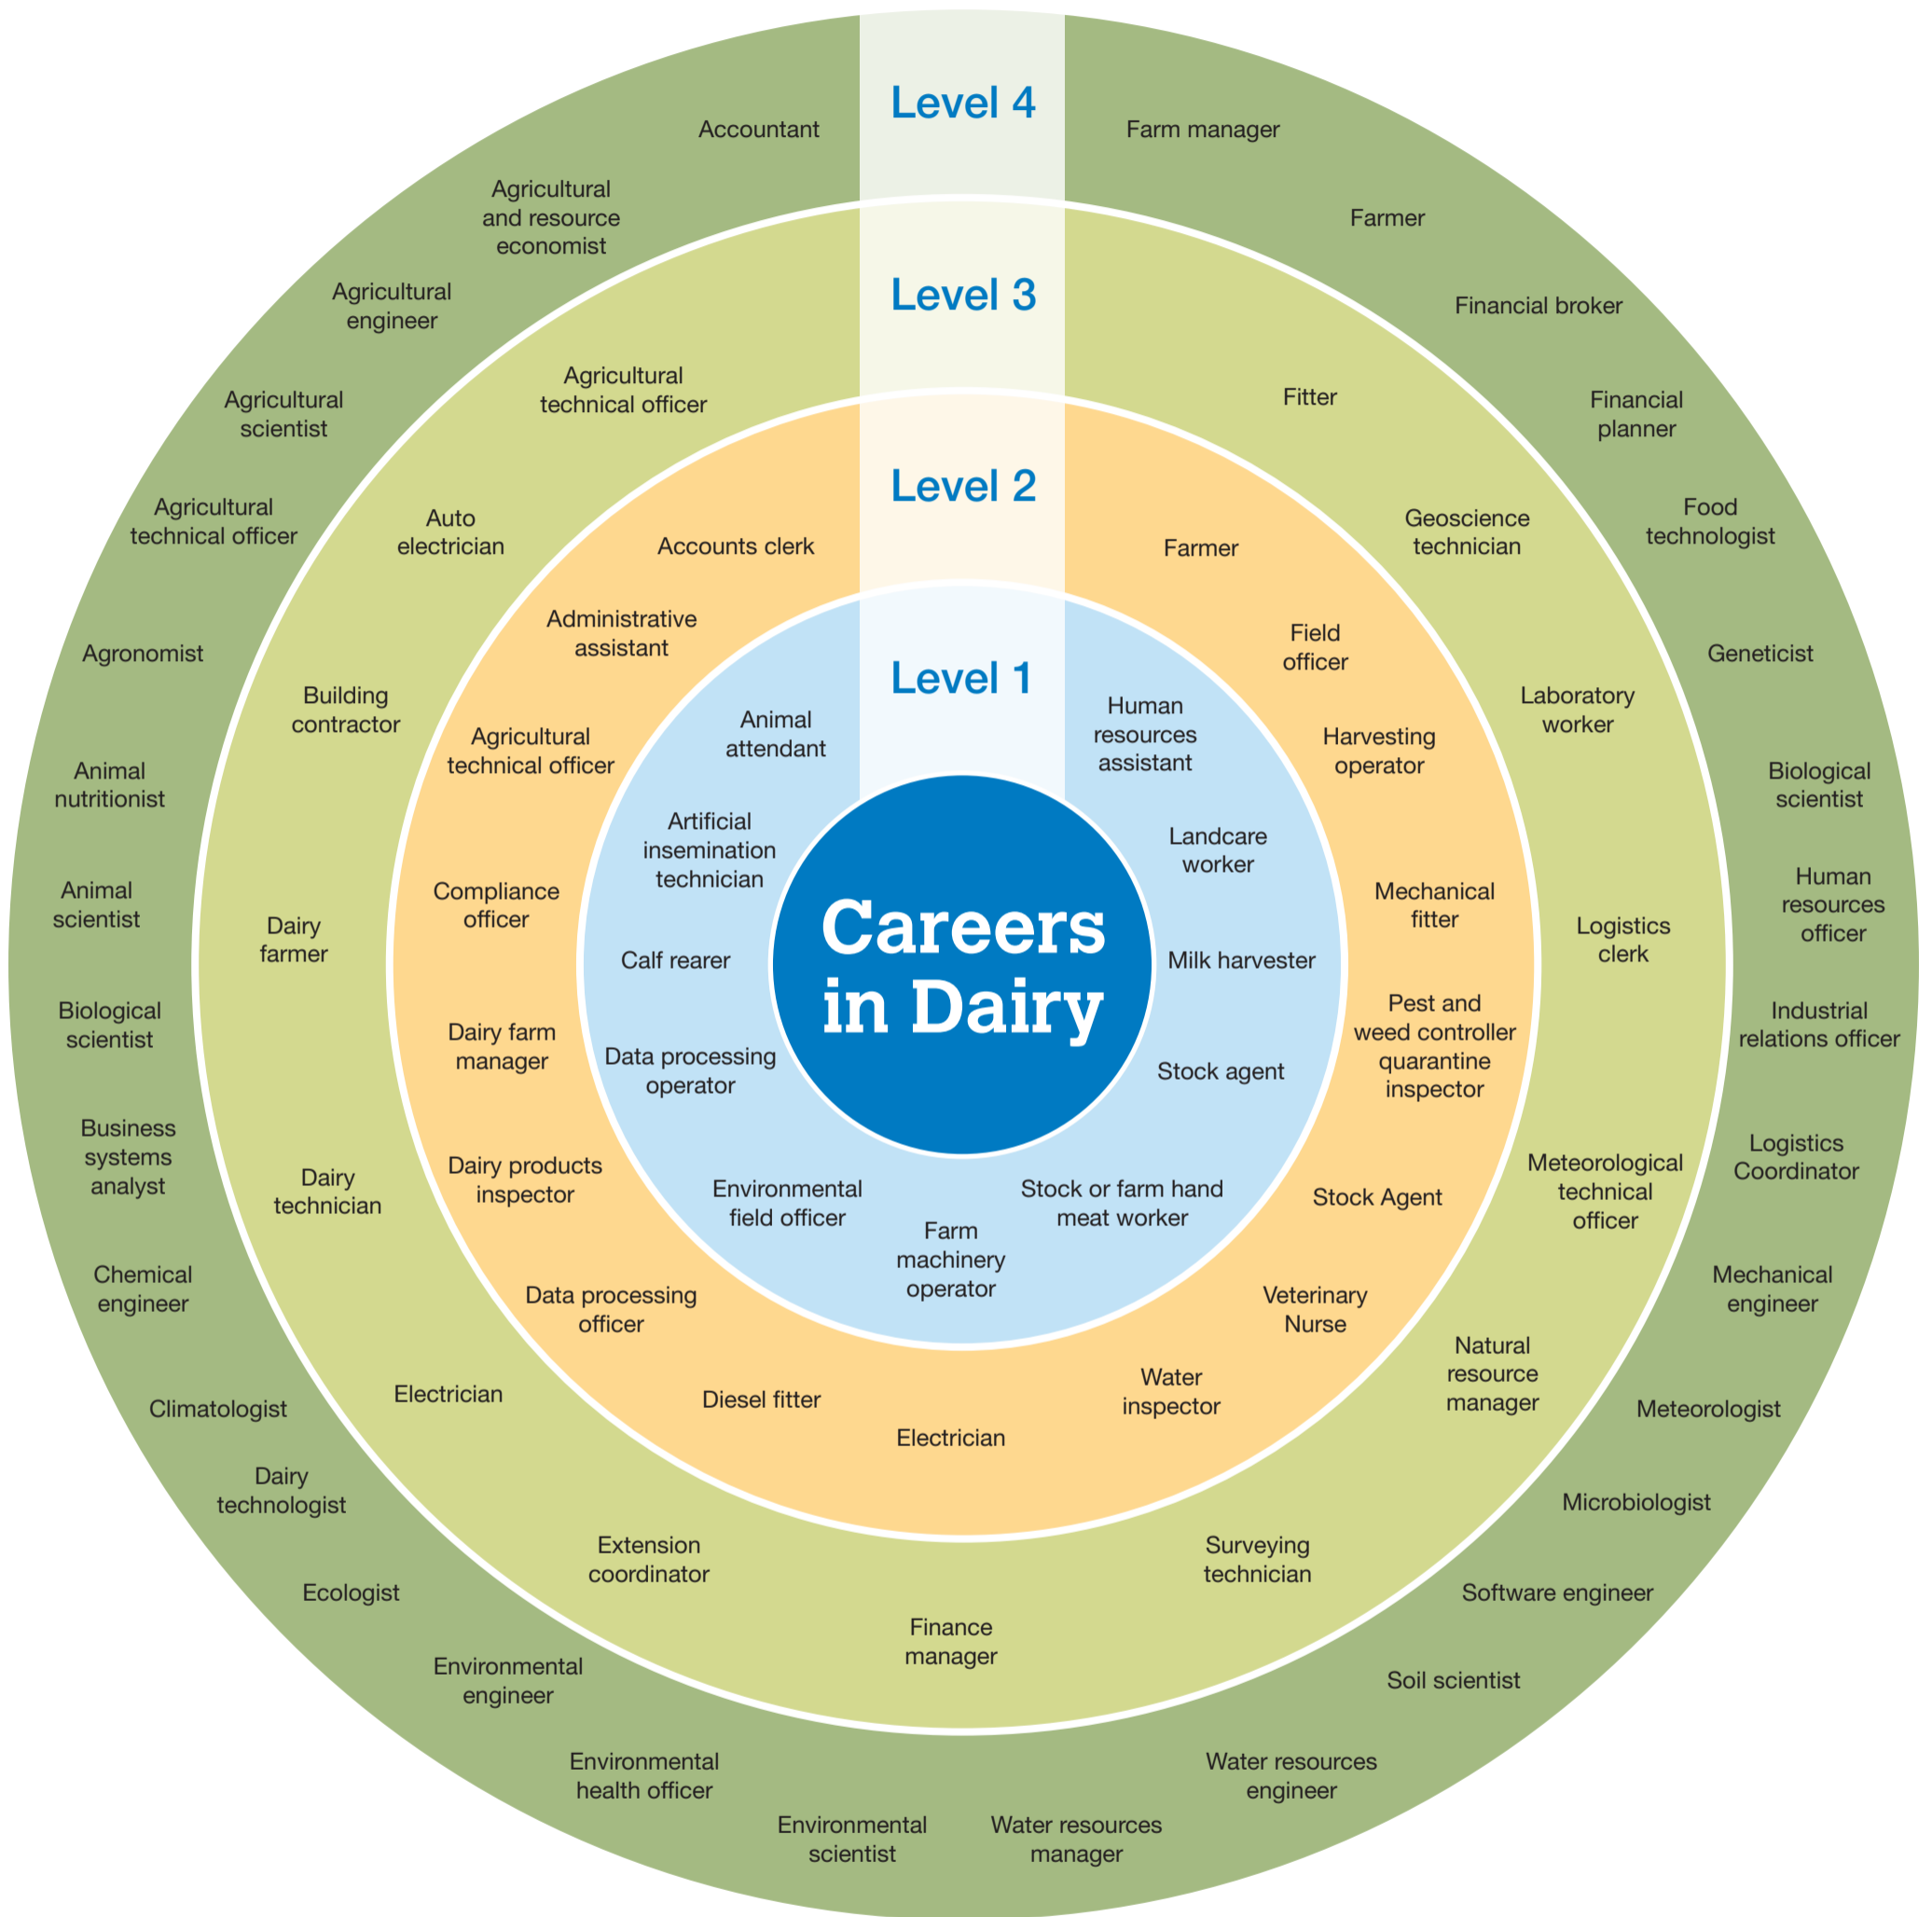 Careers
in Dairy
Level 1
Human
resources
assistant
Landcare
worker
Milk harvester
Stock agent
Stock or farm hand
meat worker
Farm
machinery
operator
Environmental
field officer
Data processing
operator
Calf rearer
Artificial
insemination
technician
Animal
attendant
Level 2
Farmer
Field
officer
Harvesting
operator
Mechanical
fitter
Pest and
weed controller
quarantine
inspector
Stock Agent
Veterinary
Nurse
Water
inspector
Electrician
Diesel fitter
Data processing
officer
Dairy products
inspector
Dairy farm
manager
Compliance
officer
Agricultural
technical officer
Administrative
assistant
Accounts clerk
Level 3
Fitter
Geoscience
technician
Laboratory
worker
Logistics
clerk
Meteorological
technical
officer
Natural
resource
manager
Surveying
technician
Finance
manager
Extension
coordinator
Electrician
Dairy
technician
Dairy
farmer
Building
contractor
Auto
electrician
Agricultural
technical officer
Level 4
Farm manager
Farmer
Financial broker
Financial
planner
Food
technologist
Geneticist
Biological
scientist
Human
resources
officer
Industrial
relations officer
Logistics
Coordinator
Mechanical
engineer
Meteorologist
Microbiologist
Software engineer
Soil scientist
Water resources
engineer
Water resources
manager
Environmental
scientist
Environmental
health officer
Environmental
engineer
Ecologist
Dairy
technologist
Climatologist
Chemical
engineer
Business
systems
analyst
Biological
scientist
Animal
scientist
Animal
nutritionist
Agronomist
Agricultural
technical officer
Agricultural
scientist
Agricultural
engineer
Agricultural
and resource
economist
Accountant